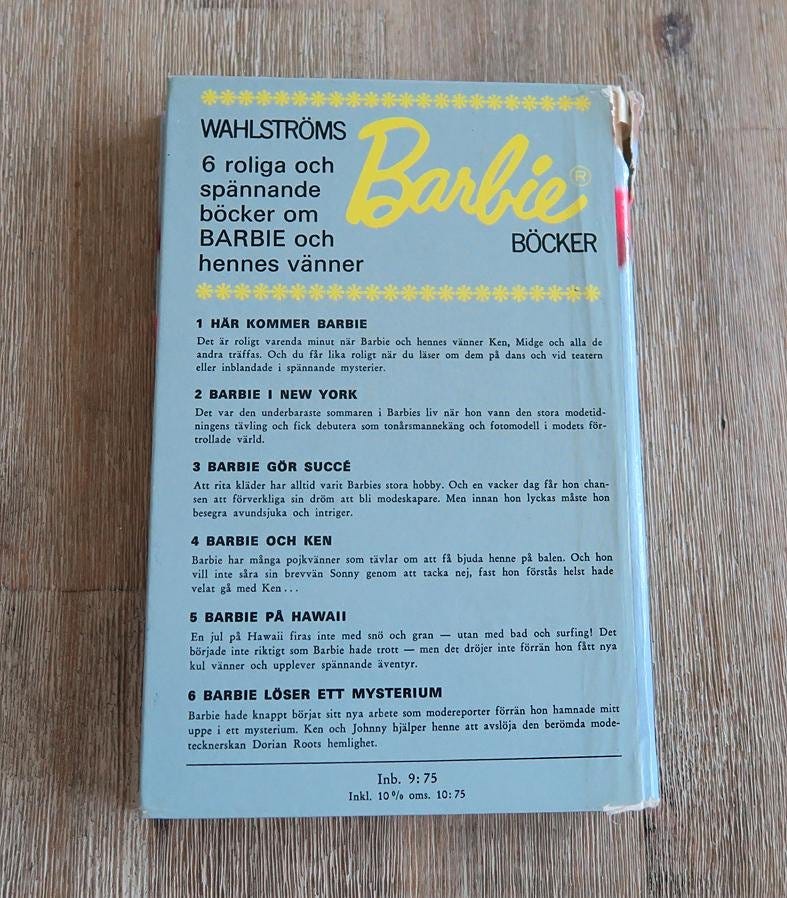 WAHLSTRÖMS
Barbie®
6 roliga och
spännande
böcker om
BARBIE och
hennes vänner
BÖCKER
1 HÄR KOMMER BARBIE
Det är roligt varenda minut när Barbie och hennes vänner Ken, Midge och alla de
andra träffas. Och du får lika roligt när du läser om dem på dans och vid teatern
eller inblandade i spännande mysterier.
2 BARBIE I NEW YORK
Det var den underbaraste sommaren i Barbies liv när hon vann den stora modetid-
ningens tävling och fick debutera som tonårsmannekäng och fotomodell i modets för-
trollade värld.
3 BARBIE GÖR SUCCÉ
Att rita kläder har alltid varit Barbies stora hobby. Och en vacker dag får hon chan-
sen att förverkliga sin dröm att bli modeskapare. Men innan hon lyckas måste hon
besegra avundsjuka och intriger.
4 BARBIE OCH KEN
Barbie har många pojkvänner som tävlar om att få bjuda henne på balen. Och hon
vill inte såra sin brevvän Sonny genom att tacka nej, fast hon förstås helst hade
velat gå med Ken...
5 BARBIE PÅ HAWAII
En jul på Hawaii firas inte med snö och gran — utan med bad och surfing! Det
började inte riktigt som Barbie hade trott — men det dröjer inte förrän hon fått nya
kul vänner och upplever spännande äventyr.
6 BARBIE LÖSER ETT MYSTERIUM
Barbie hade knappt börjat sitt nya arbete som modereporter förrän hon hamnade mitt
uppe i ett mysterium. Ken och Johnny hjälper henne att avslöja den berömda mode-
tecknerskan Dorian Roots hemlighet.
Inb. 9:75
Inkl. 10% oms. 10:75